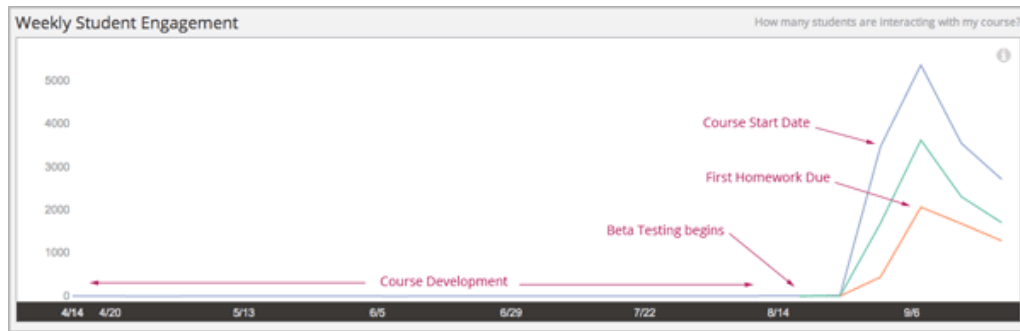 Weekly Student Engagement
How many students are interacting with my course?
5000
4000
3000
2000
1000
0
Course Start Date
First Homework Due
Beta Testing begins
Course Development
4/14 4/20 5/13 6/5 6/29 7/22 8/14 9/6